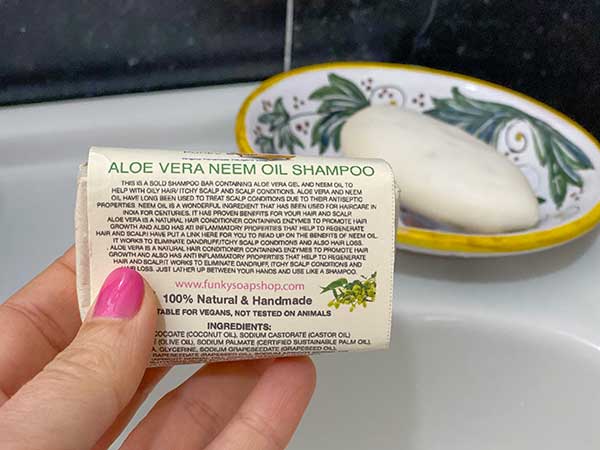 ALOE VERA NEEM OIL SHAMPOO
THIS IS A SOLD SHAMPOO BAR CONTAINING ALOE VERA GEL AND NEEM OIL TO
HELP WITH OILY HAIR/ ITCHY SCALP AND SCALP CONDITIONS. ALOE VERA AND NEEM
HAVE LONG BEEN USED TO TREAT SCALP CONDITIONS DUE TO THEIR ANTISEPTIC
PROPERTIES. NEEM OIL IS A WONDERFUL INGREDIENT THAT HAS BEEN USED FOR HAIRCARE IN
INDIA FOR CENTURIES. IT HAS PROVEN BENEFITS FOR YOUR HAIR AND SCALP.
ALOE VERA IS A NATURAL HAIR CONDITIONER CONTAINING ENZYMES TO PROMOTE HAIR
GROWTH AND ALSO HAS ATI INFLAMMATORY PROPERTIES THAT HELP TO REGENERATE
HAIR AND SCALP.I HAVE PUT A LINK HERE FOR YOU TO READ UP ON THE BENEFITS OF NEEM OIL.
IT WORKS TO ELIMINATE DANDRUFF,ITCHY SCALP CONDITIONS AND ALSO HAIR LOSS.
ALOE VERA IS A NATURAL HAIR CONDITIONER CONTAINING ENZYMES TO PROMOTE HAIR
GROWTH AND ALSO HAS ANTI INFLAMMATORY PROPERTIES THAT HELP TO REGENERATE
HAIR AND SCALP.IT WORKS TO ELIMINATE DANDRUFF, ITCHY SCALP CONDITIONS AND
HAIR LOSS. JUST LATHER UP BETWEEN YOUR HANDS AND USE LIKE A SHAMPOO.
www.funkysoapshop.com
100% Natural & Handmade
TABLE FOR VEGANS, NOT TESTED ON ANIMALS
INGREDIENTS:
COCOATE (COCONUT OIL), SODIUM CASTORATE (CASTOR OIL)
(OLIVE OIL), SODIUM PALMATE (CERTIFIED SUSTAINABLE PALM OIL),
GLYCERINE, SODIUM GRAPESEEDATE (GRAPESEED OIL),
RAPESEEDATE (RAPESEED OIL), SODIUM